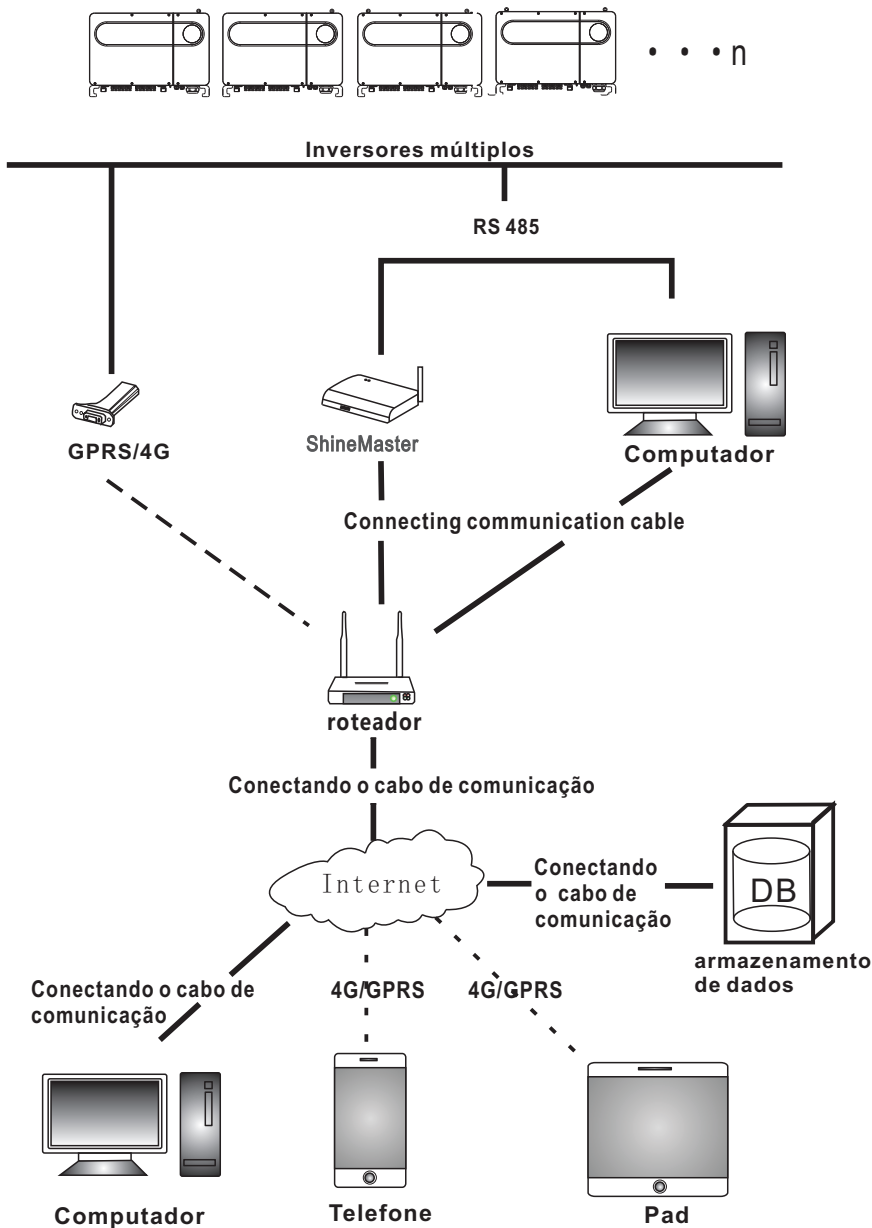 n
Inversores múltiplos
RS 485
GPRS/4G
ShineMaster
Computador
Connecting communication cable
roteador
Conectando o cabo de comunicação
Internet
Conectando
o cabo de
comunicação
DB
armazenamento
de dados
Conectando o cabo de
comunicação
4G/GPRS
4G/GPRS
Computador
Telefone
Pad